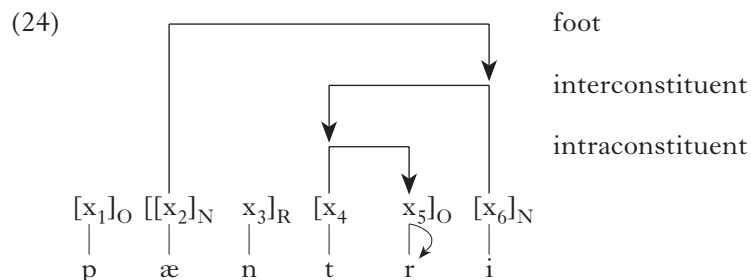 (24) foot
interconstituent
intraconstituent
[x₁]O [[x₂]N x₃]R [x₄ x₅]O [x₆]N
p æ n t r i